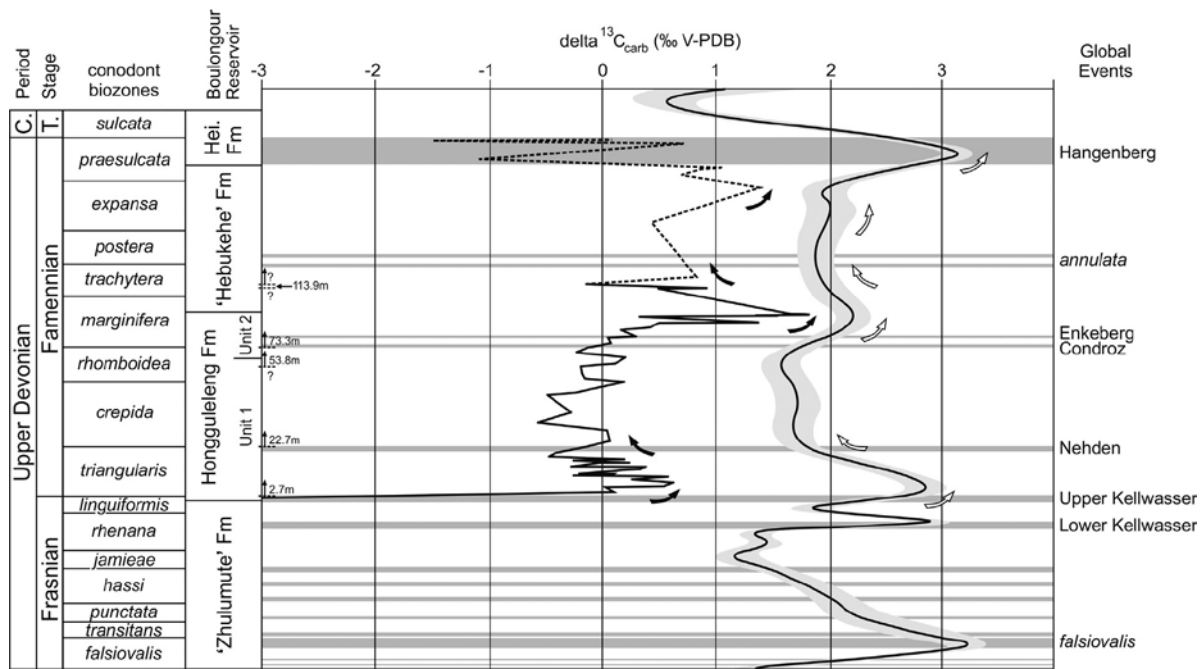 Period
Stage
conodont
biozones
Boulongour
Reservoir
delta ¹³C carb (‰ V-PDB)
Global
Events
-3 -2 -1 0 1 2 3
C.
T.
Upper Devonian
Famennian
Frasnian
sulcata
praesulcata
expansa
postera
trachytera
marginifera
rhomboidea
crepida
triangularis
linguiformis
rhenana
jamieae
hassi
punctata
transitans
falsiovalis
Hei.
Fm
'Hebukehe' Fm
Hongguleleng Fm
Unit 2
Unit 1
'Zhulumute' Fm
?
113.9m
?
73.3m
53.8m
?
22.7m
2.7m
Hangenberg
annulata
Enkeberg
Condroz
Nehden
Upper Kellwasser
Lower Kellwasser
falsiovalis